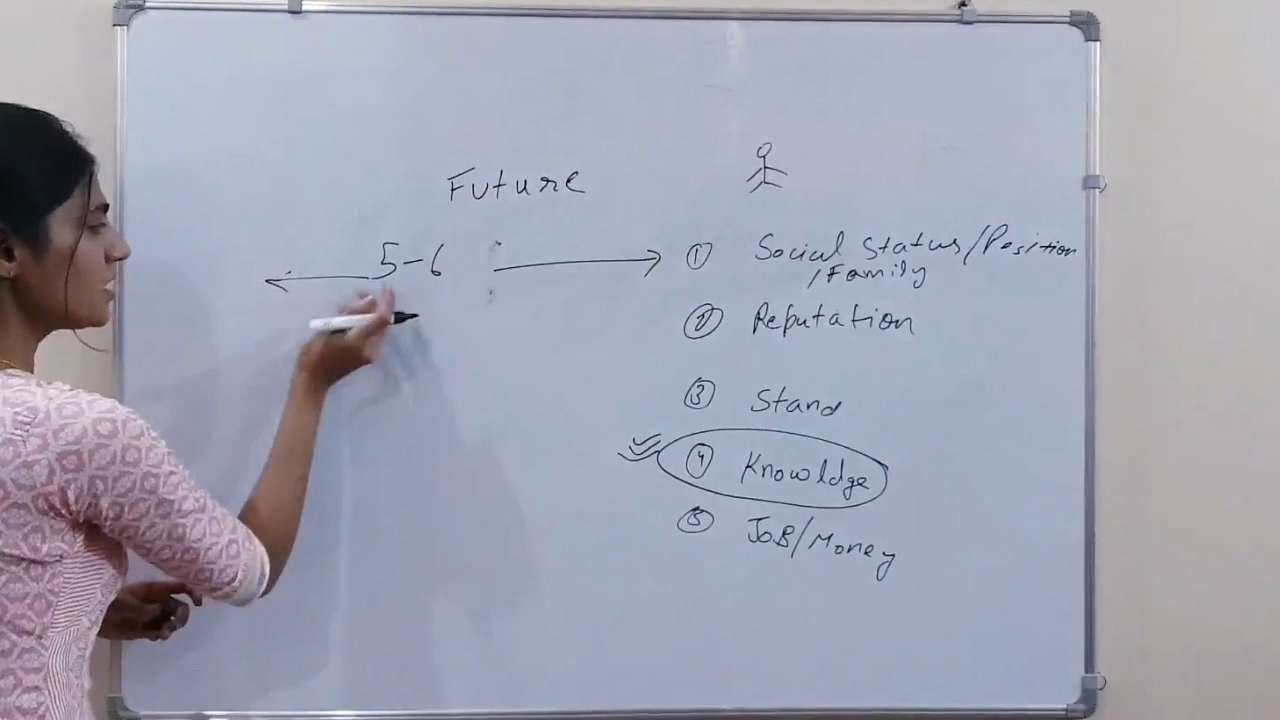 Future
5-6
① Social Status/Position
/Family
② Reputation
③ Stand
④ Knowldge
⑤ JOB/Money